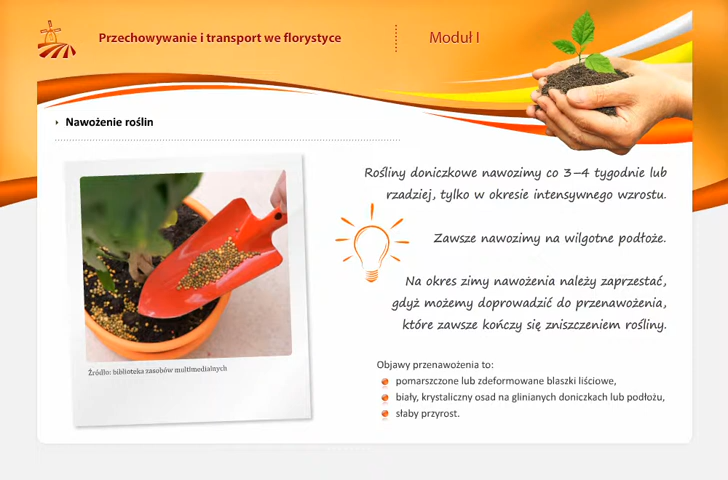 Przechowywanie i transport we florystyce
Moduł I
Nawożenie roślin
Rośliny doniczkowe nawozimy co 3–4 tygodnie lub
rzadziej, tylko w okresie intensywnego wzrostu.
Zawsze nawozimy na wilgotne podłoże.
Na okres zimy nawożenia należy zaprzestać,
gdyż możemy doprowadzić do przenawożenia,
które zawsze kończy się zniszczeniem rośliny.
Źródło: biblioteka zasobów multimedialnych
Objawy przenawożenia to:
pomarszczone lub zdeformowane blaszki liściowe,
biały, krystaliczny osad na glinianych doniczkach lub podłożu,
słaby przyrost.